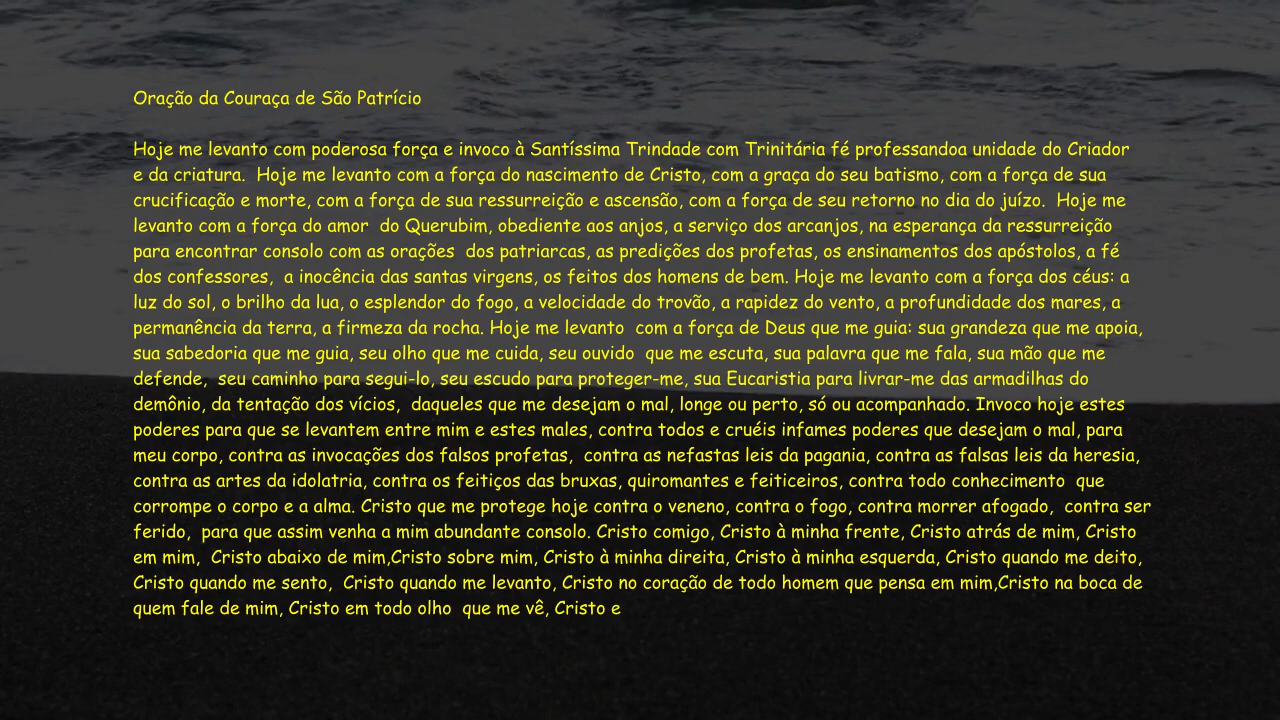 Oração da Couraça de São Patrício
Hoje me levanto com poderosa força e invoco à Santíssima Trindade com Trinitária fé professandoa unidade do Criador
e da criatura.  Hoje me levanto com a força do nascimento de Cristo, com a graça do seu batismo, com a força de sua
crucificação e morte, com a força de sua ressurreição e ascensão, com a força de seu retorno no dia do juízo.  Hoje me
levanto com a força do amor  do Querubim, obediente aos anjos, a serviço dos arcanjos, na esperança da ressurreição
para encontrar consolo com as orações  dos patriarcas, as predições dos profetas, os ensinamentos dos apóstolos, a fé
dos confessores,  a inocência das santas virgens, os feitos dos homens de bem. Hoje me levanto com a força dos céus: a
luz do sol, o brilho da lua, o esplendor do fogo, a velocidade do trovão, a rapidez do vento, a profundidade dos mares, a
permanência da terra, a firmeza da rocha. Hoje me levanto  com a força de Deus que me guia: sua grandeza que me apoia,
sua sabedoria que me guia, seu olho que me cuida, seu ouvido  que me escuta, sua palavra que me fala, sua mão que me
defende,  seu caminho para segui-lo, seu escudo para proteger-me, sua Eucaristia para livrar-me das armadilhas do
demônio, da tentação dos vícios,  daqueles que me desejam o mal, longe ou perto, só ou acompanhado. Invoco hoje estes
poderes para que se levantem entre mim e estes males, contra todos e cruéis infames poderes que desejam o mal, para
meu corpo, contra as invocações dos falsos profetas,  contra as nefastas leis da pagania, contra as falsas leis da heresia,
contra as artes da idolatria, contra os feitiços das bruxas, quiromantes e feiticeiros, contra todo conhecimento  que
corrompe o corpo e a alma. Cristo que me protege hoje contra o veneno, contra o fogo, contra morrer afogado,  contra ser
ferido,  para que assim venha a mim abundante consolo. Cristo comigo, Cristo à minha frente, Cristo atrás de mim, Cristo
em mim,  Cristo abaixo de mim,Cristo sobre mim, Cristo à minha direita, Cristo à minha esquerda, Cristo quando me deito,
Cristo quando me sento,  Cristo quando me levanto, Cristo no coração de todo homem que pensa em mim,Cristo na boca de
quem fale de mim, Cristo em todo olho  que me vê, Cristo e